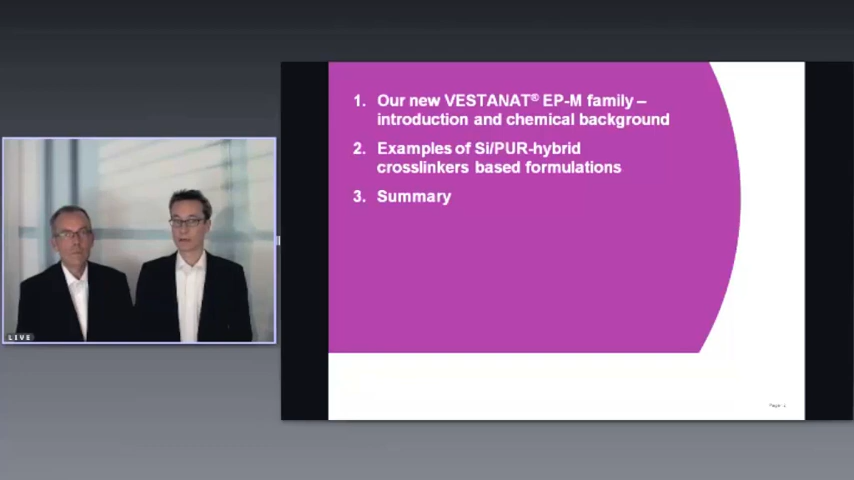 1. Our new VESTANAT® EP-M family –
introduction and chemical background
2. Examples of Si/PUR-hybrid
crosslinkers based formulations
3. Summary
LIVE